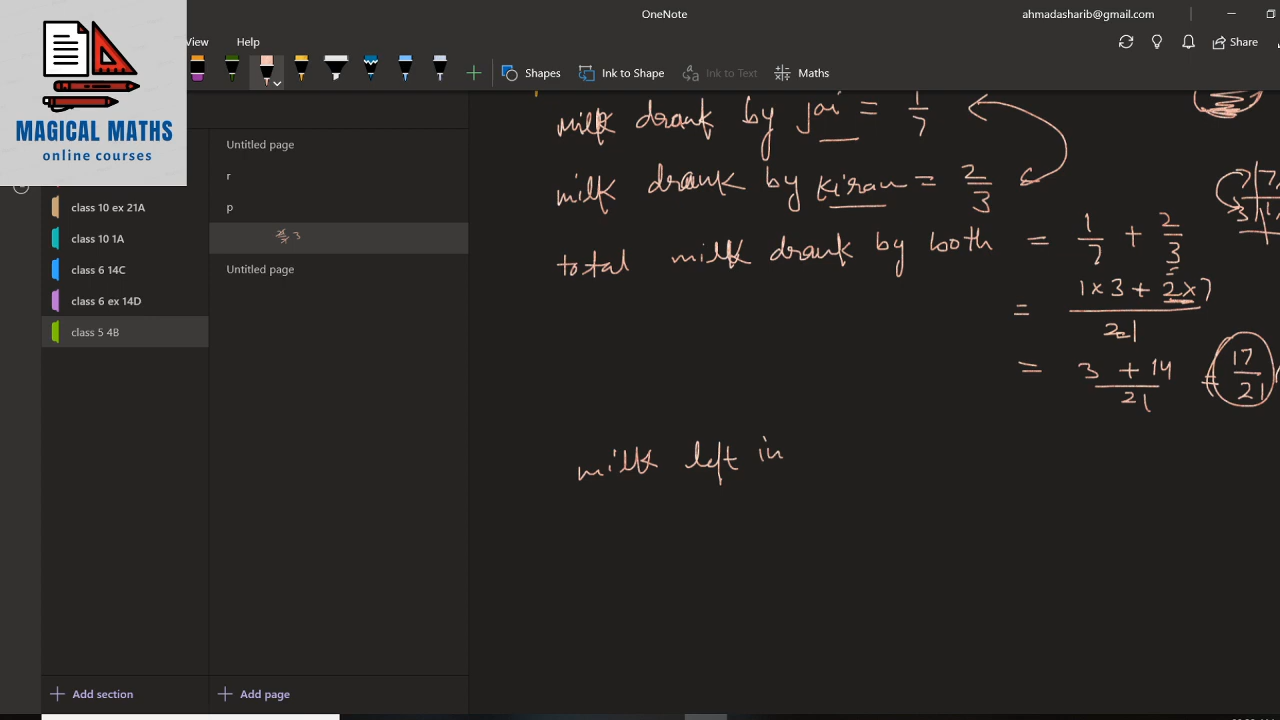 OneNote
ahmadasharib@gmail.com
View Help
Shapes Ink to Shape Ink to Text Maths
Share
MAGICAL MATHS
online courses
Untitled page
r
p
class 10 ex 21A
class 10 1A
class 6 14C
class 6 ex 14D
class 5 4B
3
Untitled page
milk drank by jai = 1/7
milk drank by kiran = 2/3
total milk drank by both = 1/7 + 2/3
= 1 x 3 + 2 x 7 / 21
= 3 + 14 / 21 = 17/21
milk left in
Add section
Add page